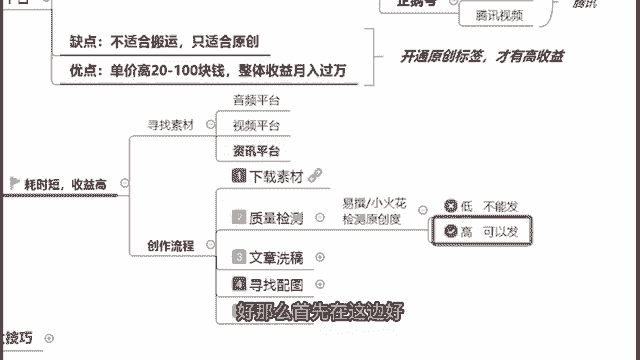 企鹅号
腾讯视频
腾讯
缺点：不适合搬运，只适合原创
优点：单价高20-100块钱，整体收益月入过万
开通原创标签，才有高收益
音频平台
寻找素材
视频平台
资讯平台
耗时短，收益高
1 下载素材
2 质量检测
易撰/小火花
检测原创度
低 不能发
高 可以发
创作流程
3 文章洗稿
4 寻找配图
好那么首先在这边好
技巧